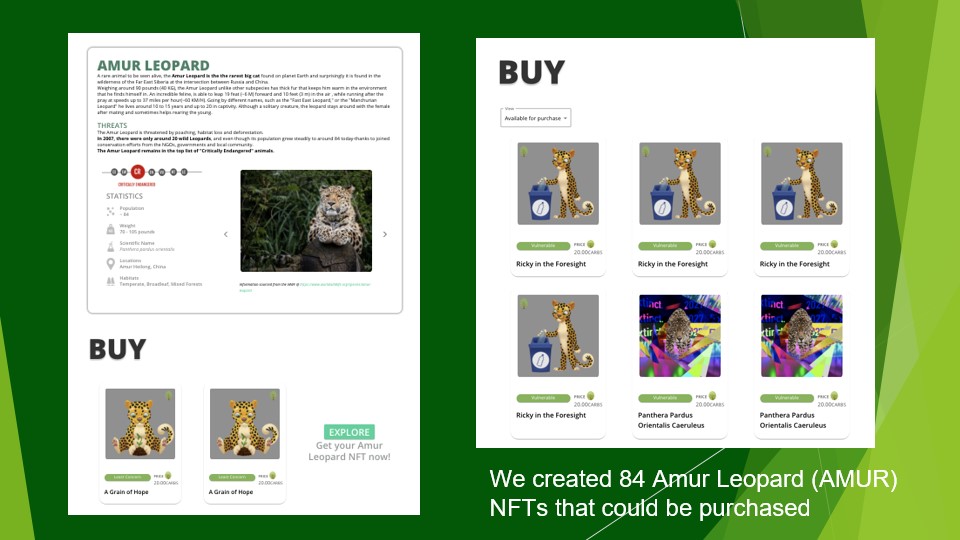 AMUR LEOPARD
A rare animal to be seen alive, the Amur Leopard is the the rarest big cat found on planet Earth and surprisingly it is found in the
wilderness of the Far East Siberia at the intersection between Russia and China.
Weighing around 90 pounds (40 KG), the Amur Leopard unlike other subspecies has thick fur that keeps him warm in the environment
that he finds himself in. An incredible feline, is able to leap 19 feet (~6 M) forward and 10 feet (3 m) in the air , while running after the
pray at speeds up to 37 miles per hour(~60 KM/H). Going by different names, such as the "Far East Leopard," or the "Manchurian
Leopard" he lives around 10 to 15 years and up to 20 in captivity. Although a solitary creature, the leopard stays around with the female
after mating and sometimes helps rearing the young.
THREATS
The Amur Leopard is threatened by poaching, habitat loss and deforestation.
In 2007, there were only around 20 wild Leopards, and even though its population grew steadily to around 84 today thanks to joined
conservation efforts from the NGOs, governments and local community.
The Amur Leopard remains in the top list of "Critically Endangered" animals.
CR
CRITICALLY ENDANGERED
STATISTICS
Population
~ 84
Weight
70 - 105 pounds
Scientific Name
Panthera pardus orientalis
Locations
Amur Heilong, China
Habitats
Temperate, Broadleaf, Mixed Forests
Information sourced from the WWF @
BUY
Least Concern PRICE
20.00CARBS
A Grain of Hope
Least Concern PRICE
20.00CARBS
A Grain of Hope
EXPLORE
Get your Amur
Leopard NFT now!
BUY
View
Available for purchase
Vulnerable PRICE
20.00CARBS
Ricky in the Foresight
Vulnerable PRICE
20.00CARBS
Ricky in the Foresight
Vulnerable PRICE
20.00CARBS
Ricky in the Foresight
Vulnerable PRICE
20.00CARBS
Ricky in the Foresight
Vulnerable PRICE
20.00CARBS
Panthera Pardus
Orientalis Caeruleus
Vulnerable PRICE
20.00CARBS
Panthera Pardus
Orientalis Caeruleus
We created 84 Amur Leopard (AMUR)
NFTs that could be purchased